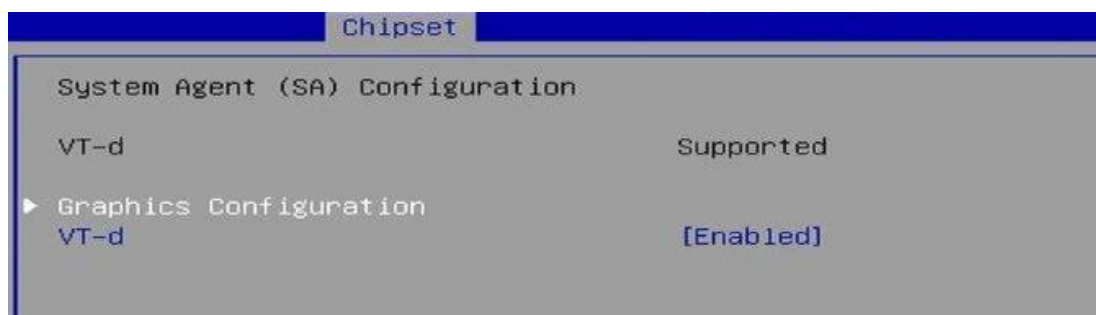 Chipset
System Agent (SA) Configuration
VT-d Supported
Graphics Configuration
VT-d [Enabled]